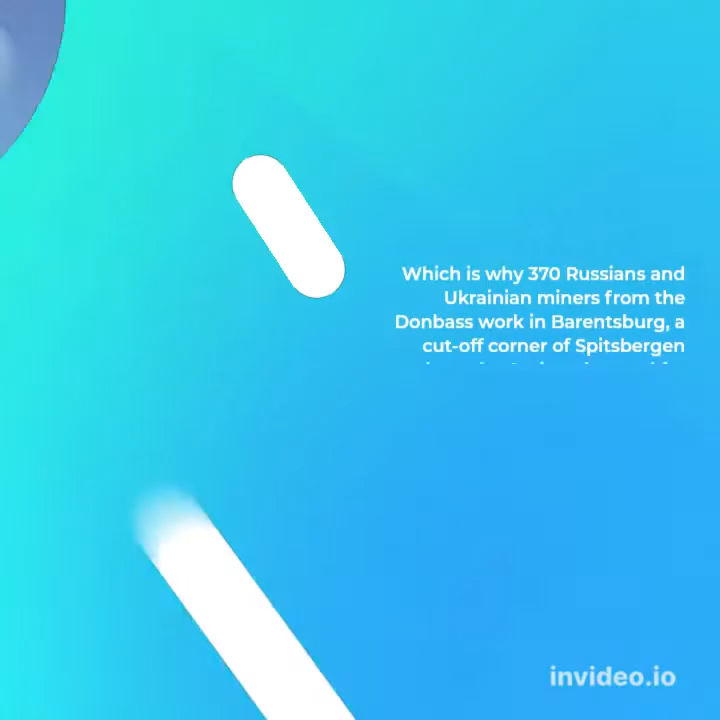 Which is why 370 Russians and
Ukrainian miners from the
Donbass work in Barentsburg, a
cut-off corner of Spitsbergen
invideo.io